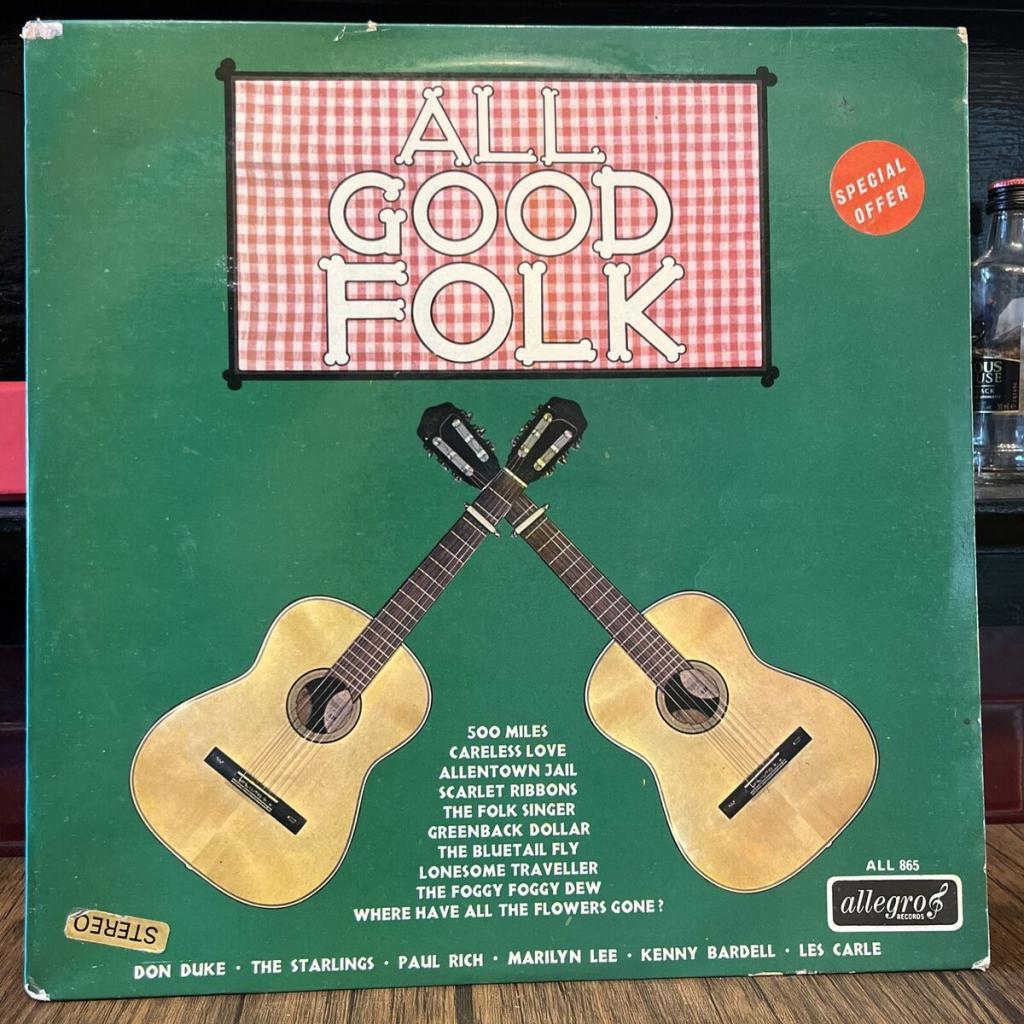 ALL
GOOD
FOLK
SPECIAL
OFFER
500 MILES
CARELESS LOVE
ALLENTOWN JAIL
SCARLET RIBBONS
THE FOLK SINGER
GREENBACK DOLLAR
THE BLUETAIL FLY
LONESOME TRAVELLER
THE FOGGY FOGGY DEW
WHERE HAVE ALL THE FLOWERS GONE?
ALL 865
allegro
RECORDS
STEREO
DON DUKE · THE STARLINGS · PAUL RICH · MARILYN LEE · KENNY BARDELL · LES CARLE